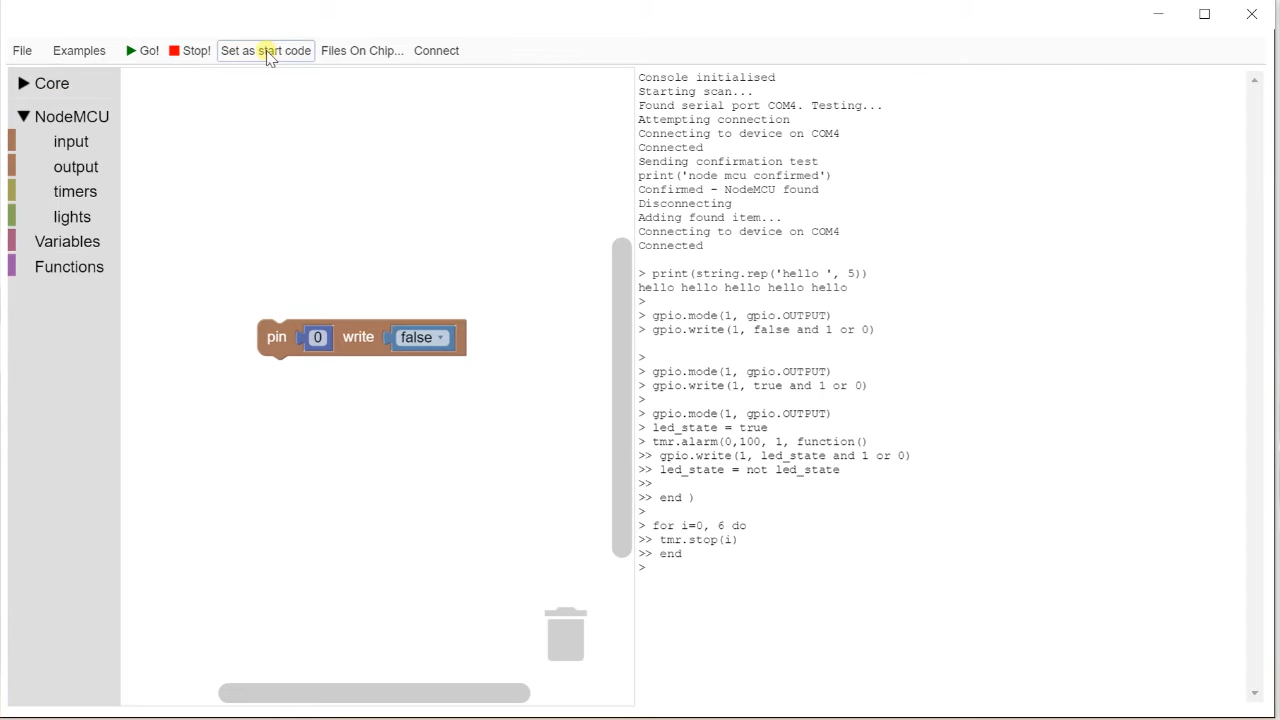 File Examples Go! Stop! Set as start code Files On Chip... Connect
Core
NodeMCU
input
output
timers
lights
Variables
Functions
pin 0 write false
Console initialised
Starting scan...
Found serial port COM4. Testing...
Attempting connection
Connecting to device on COM4
Connected
Sending confirmation test
print('node mcu confirmed')
Confirmed - NodeMCU found
Disconnecting
Adding found item...
Connecting to device on COM4
Connected
> print(string.rep('hello ', 5))
hello hello hello hello hello
>
> gpio.mode(1, gpio.OUTPUT)
> gpio.write(1, false and 1 or 0)
>
> gpio.mode(1, gpio.OUTPUT)
> gpio.write(1, true and 1 or 0)
>
> gpio.mode(1, gpio.OUTPUT)
> led_state = true
> tmr.alarm(0,100, 1, function()
>> gpio.write(1, led_state and 1 or 0)
>> led_state = not led_state
>>
>> end )
>
> for i=0, 6 do
>> tmr.stop(i)
>> end
>